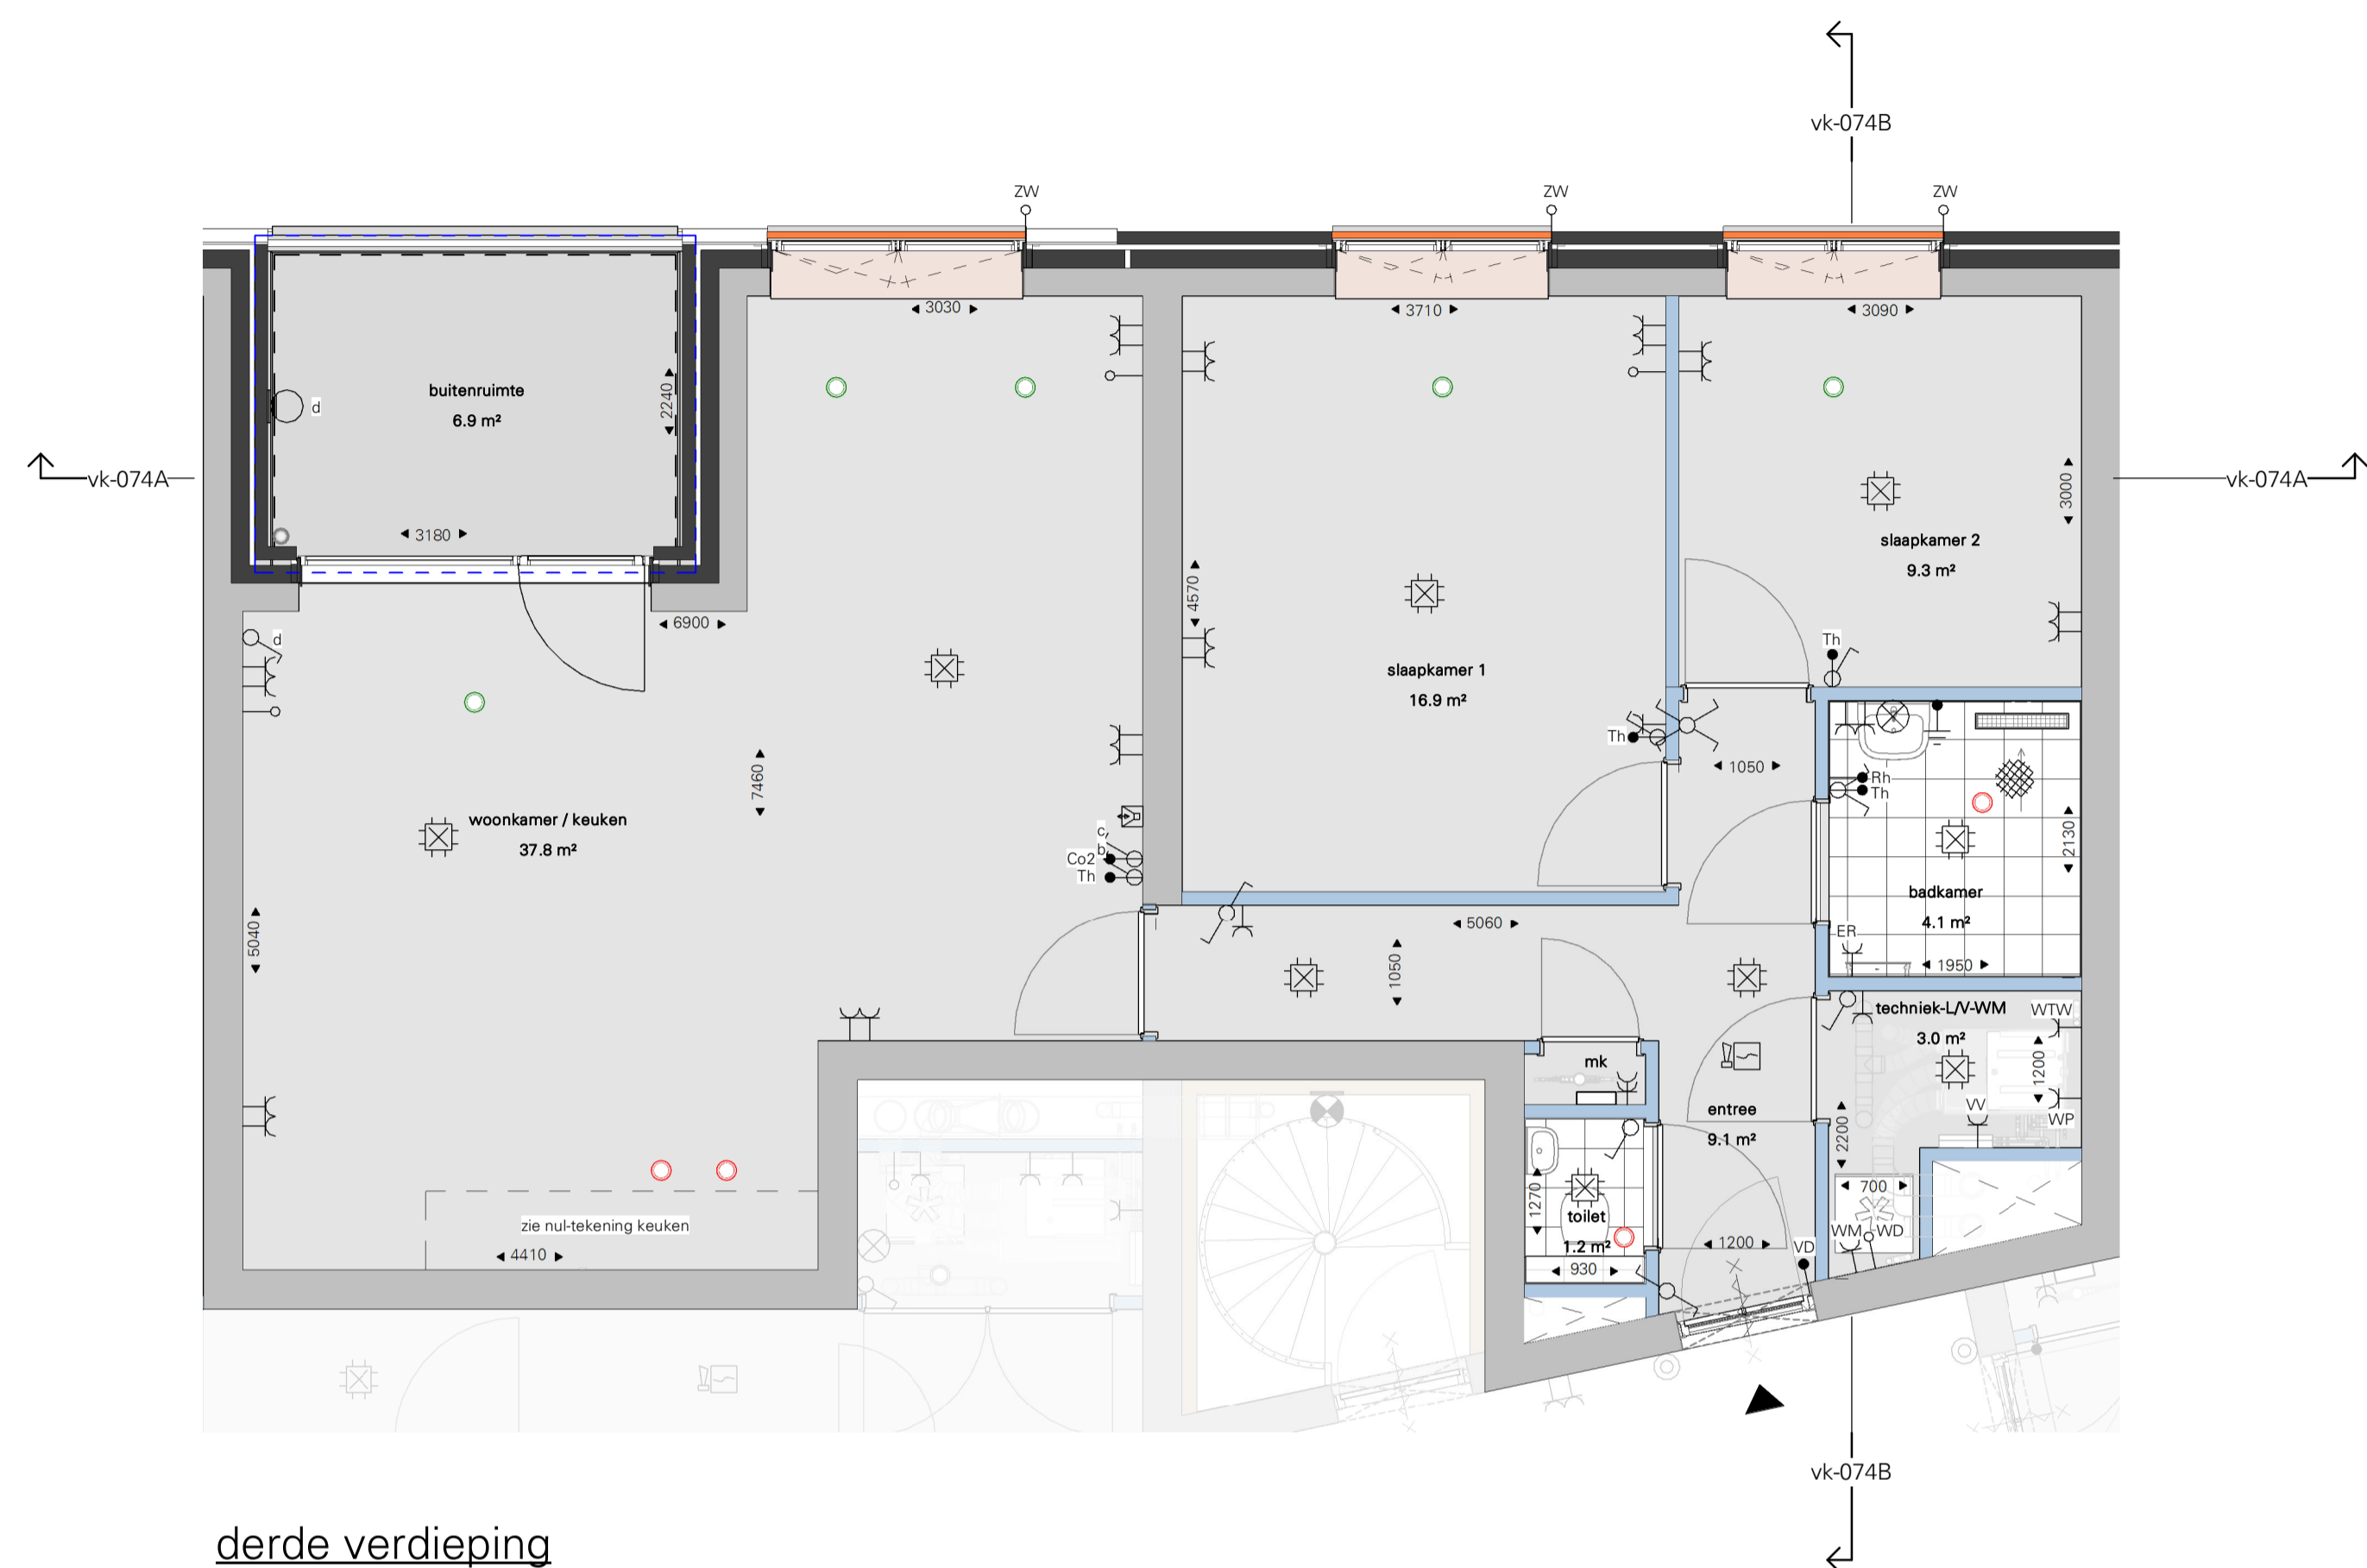 vk-074B
ZW
ZW
ZW
3030
3710
3090
buitenruimte
6.9 m²
d
2240
3180
vk-074A
vk-074A
3000
slaapkamer 2
9.3 m²
4570
6900
d
Th
slaapkamer 1
16.9 m²
Th
1050
7460
woonkamer / keuken
37.8 m²
c
b
Co2
Th
Rh
Th
2130
badkamer
4.1 m²
ER
1950
5040
5060
1050
techniek-L/V-WM
3.0 m²
WTW
1200
VV
WP
mk
entree
9.1 m²
2200
700
WM
WD
1270
toilet
1.2 m²
930
1200
VD
zie nul-tekening keuken
4410
vk-074B
derde verdieping